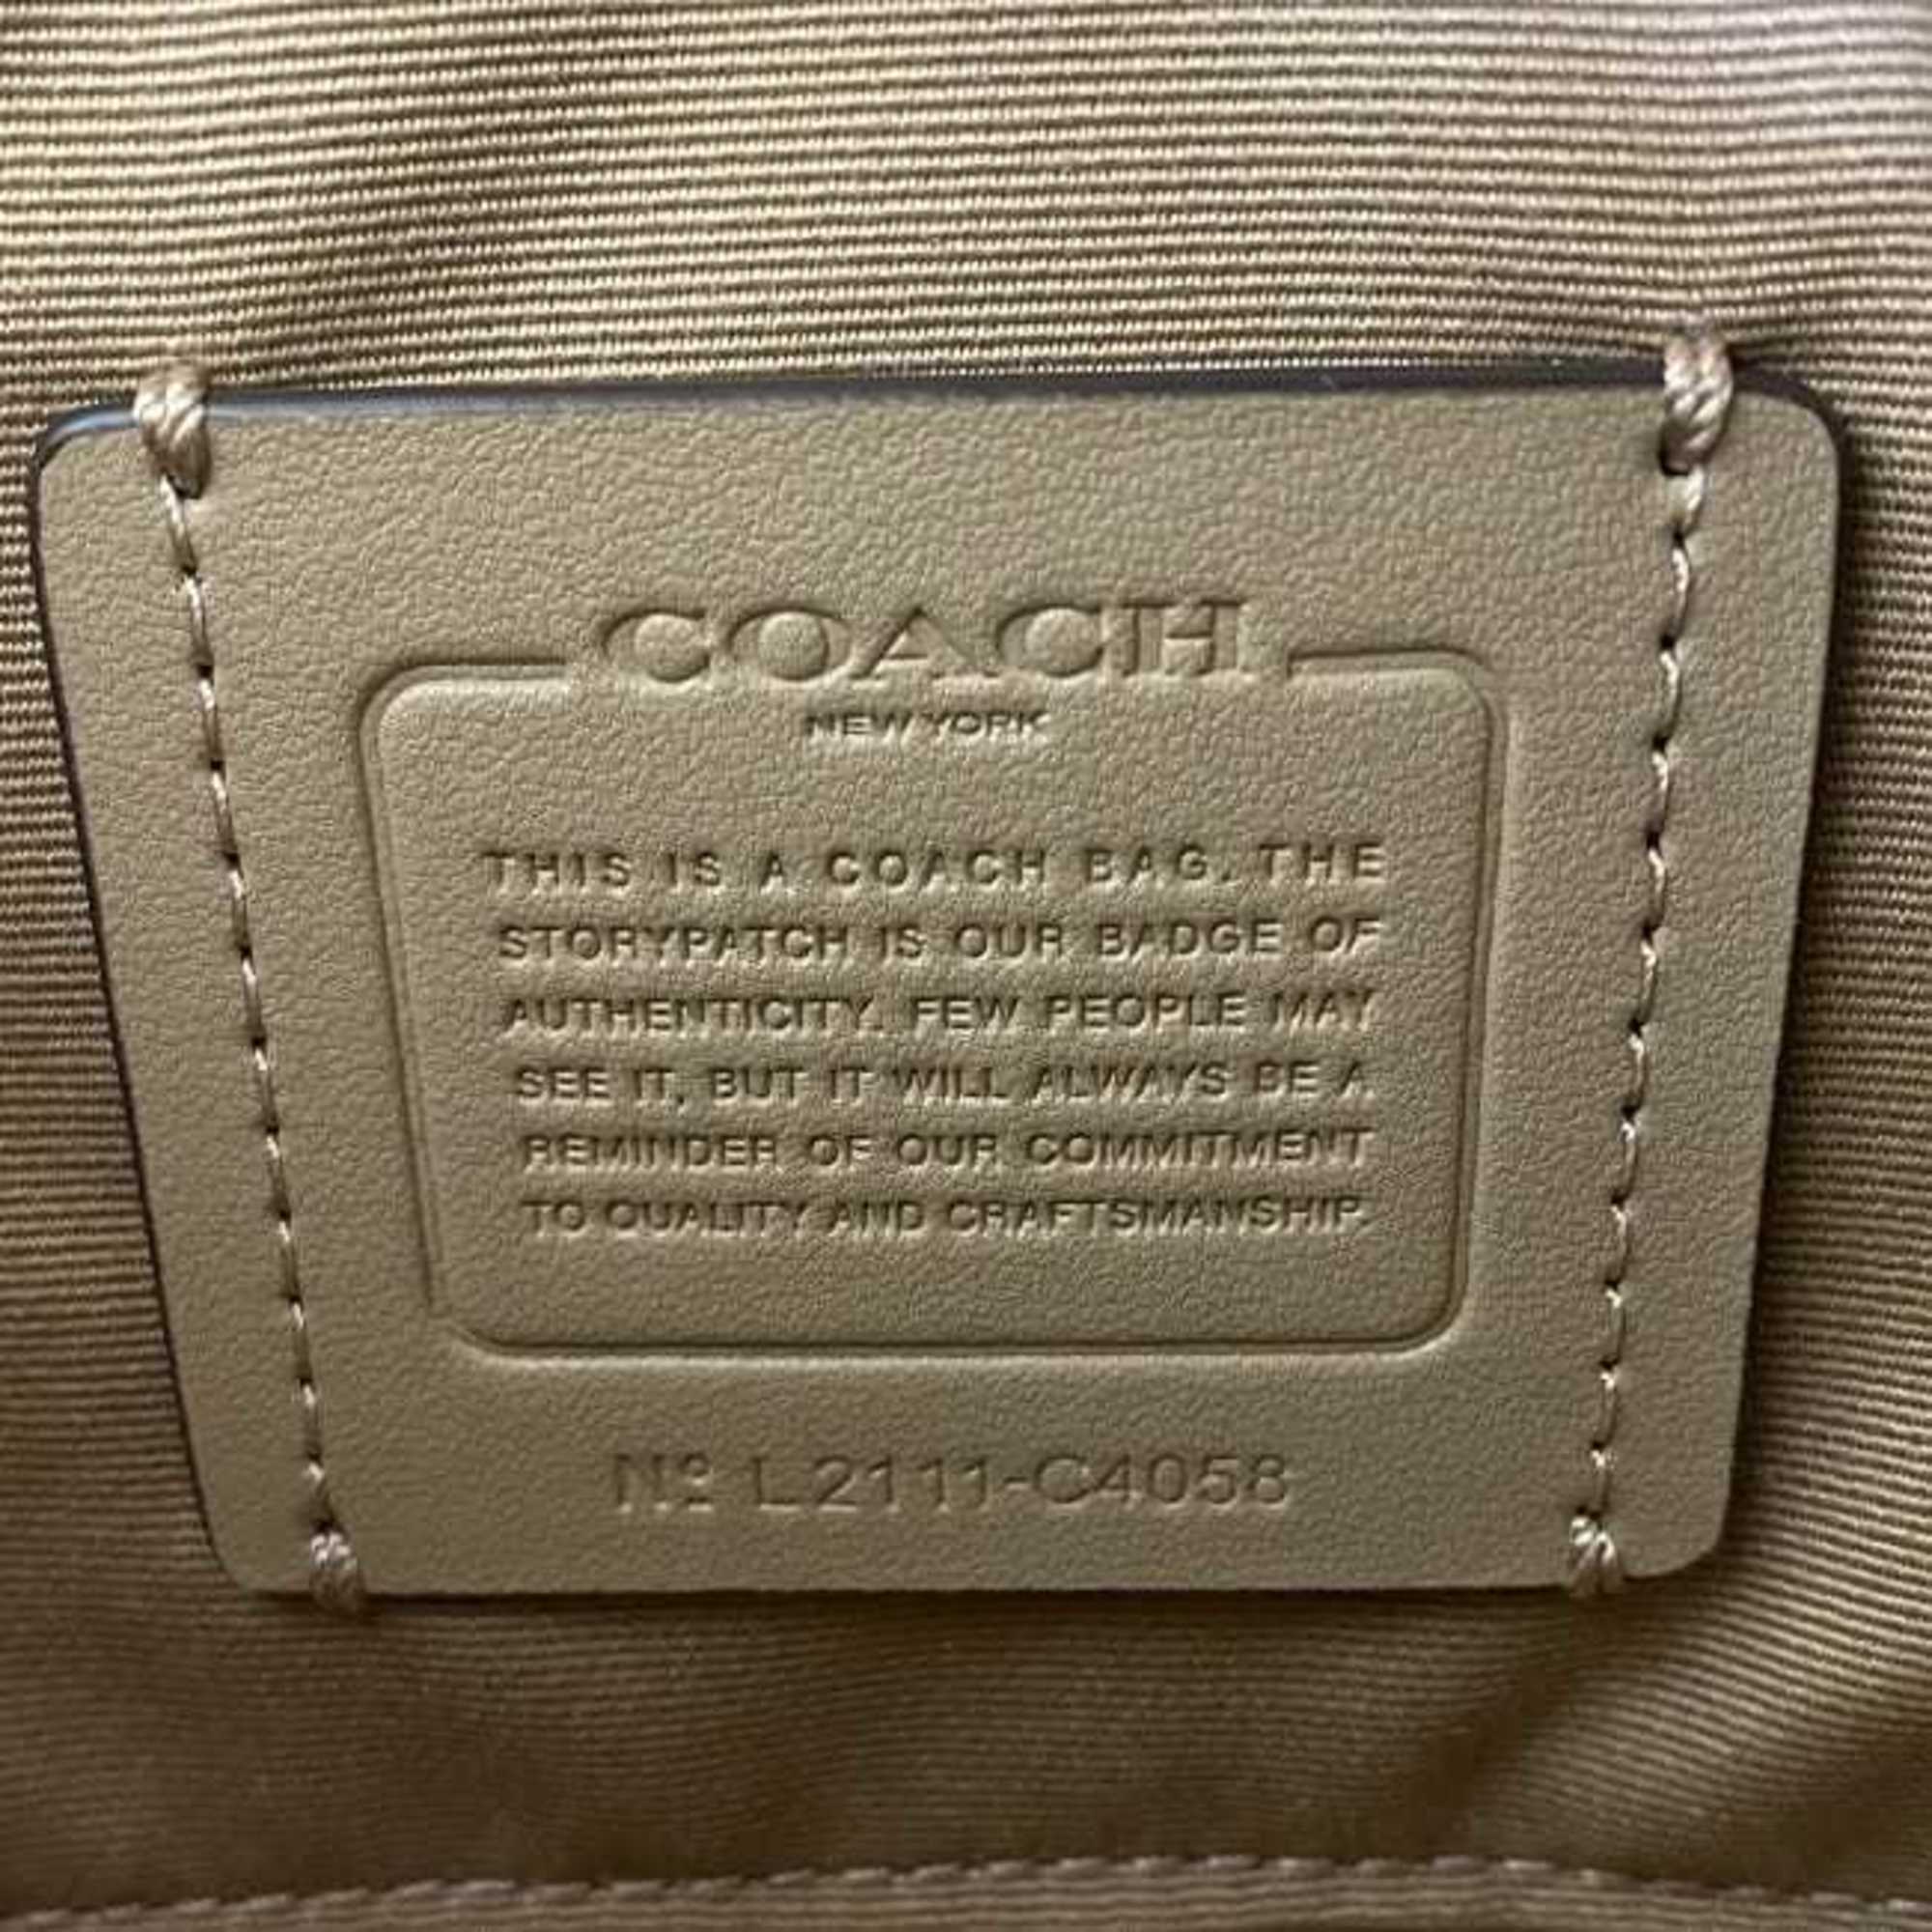 COACH
NEW YORK
THIS IS A COACH BAG. THE
STORYPATCH IS OUR BADGE OF
AUTHENTICITY. FEW PEOPLE MAY
SEE IT, BUT IT WILL ALWAYS BE A
REMINDER OF OUR COMMITMENT
TO QUALITY AND CRAFTSMANSHIP.
Nº L2111-C4058